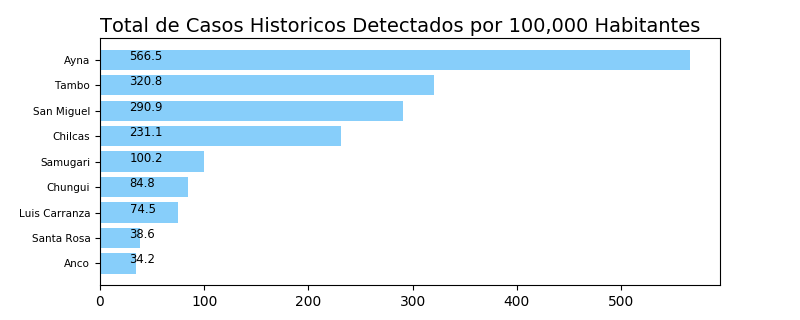 Total de Casos Historicos Detectados por 100,000 Habitantes
Ayna 566.5
Tambo 320.8
San Miguel 290.9
Chilcas 231.1
Samugari 100.2
Chungui 84.8
Luis Carranza 74.5
Santa Rosa 38.6
Anco 34.2
0 100 200 300 400 500